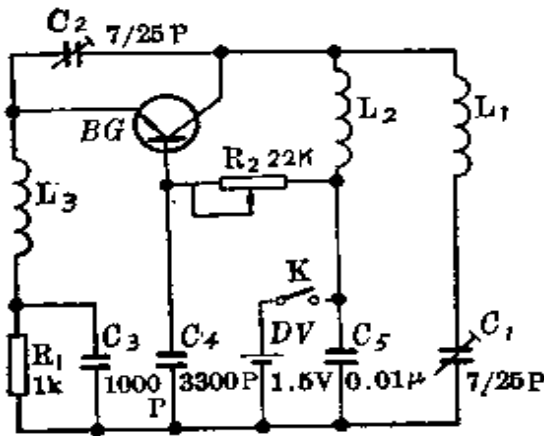 C2 7/25P
BG
L2
L1
R2 22K
L3
K
C1
C3
C4
DV
C5
R1
1k
1000
P
3300P
1.5V
0.01μ
7/25P